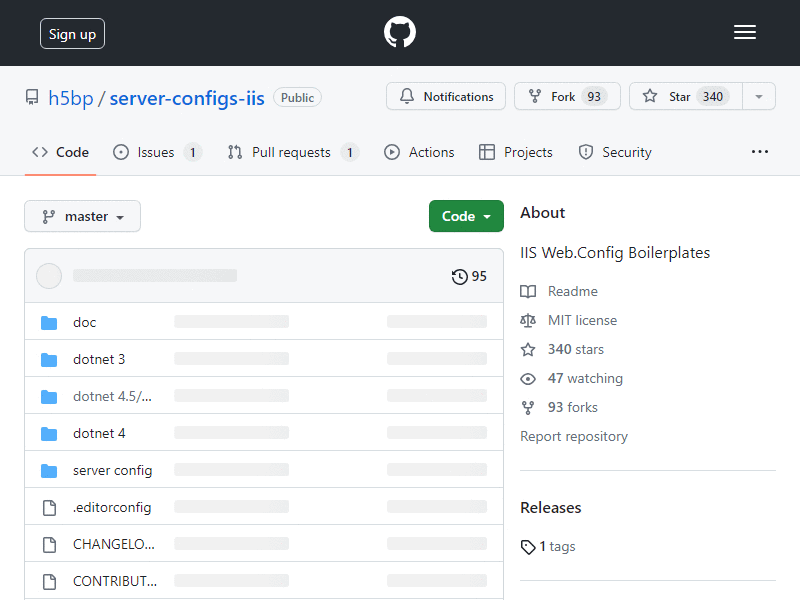 Sign up
h5bp / server-configs-iis Public
Notifications
Fork 93
Star 340
Code
Issues 1
Pull requests 1
Actions
Projects
Security
master
Code
95
doc
dotnet 3
dotnet 4.5/...
dotnet 4
server config
.editorconfig
CHANGELO...
CONTRIBUT...
About
IIS Web.Config Boilerplates
Readme
MIT license
340 stars
47 watching
93 forks
Report repository
Releases
1 tags